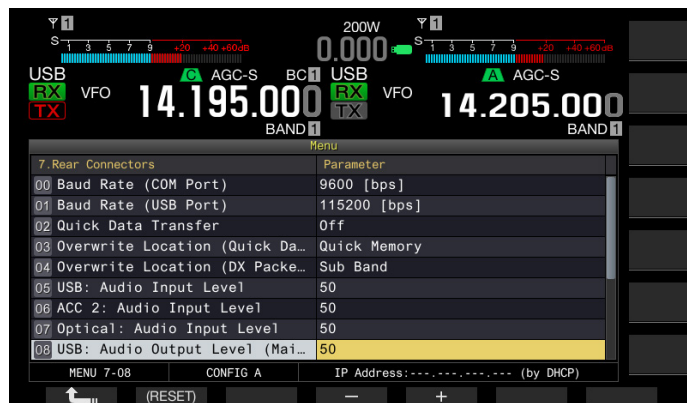 1 200W 1
S 1 3 5 7 9 +20 +40 +60dB 0.000 S 1 3 5 7 9 +20 +40 +60dB
USB C AGC-S BC 1 USB A AGC-S
RX VFO 14.195.000 RX VFO 14.205.000
TX TX
BAND 1 BAND 1
Menu
7.Rear Connectors Parameter
00 Baud Rate (COM Port) 9600 [bps]
01 Baud Rate (USB Port) 115200 [bps]
02 Quick Data Transfer Off
03 Overwrite Location (Quick Da… Quick Memory
04 Overwrite Location (DX Packe… Sub Band
05 USB: Audio Input Level 50
06 ACC 2: Audio Input Level 50
07 Optical: Audio Input Level 50
08 USB: Audio Output Level (Mai… 50
MENU 7-08 CONFIG A IP Address:---.---.---.--- (by DHCP)
(RESET) − +